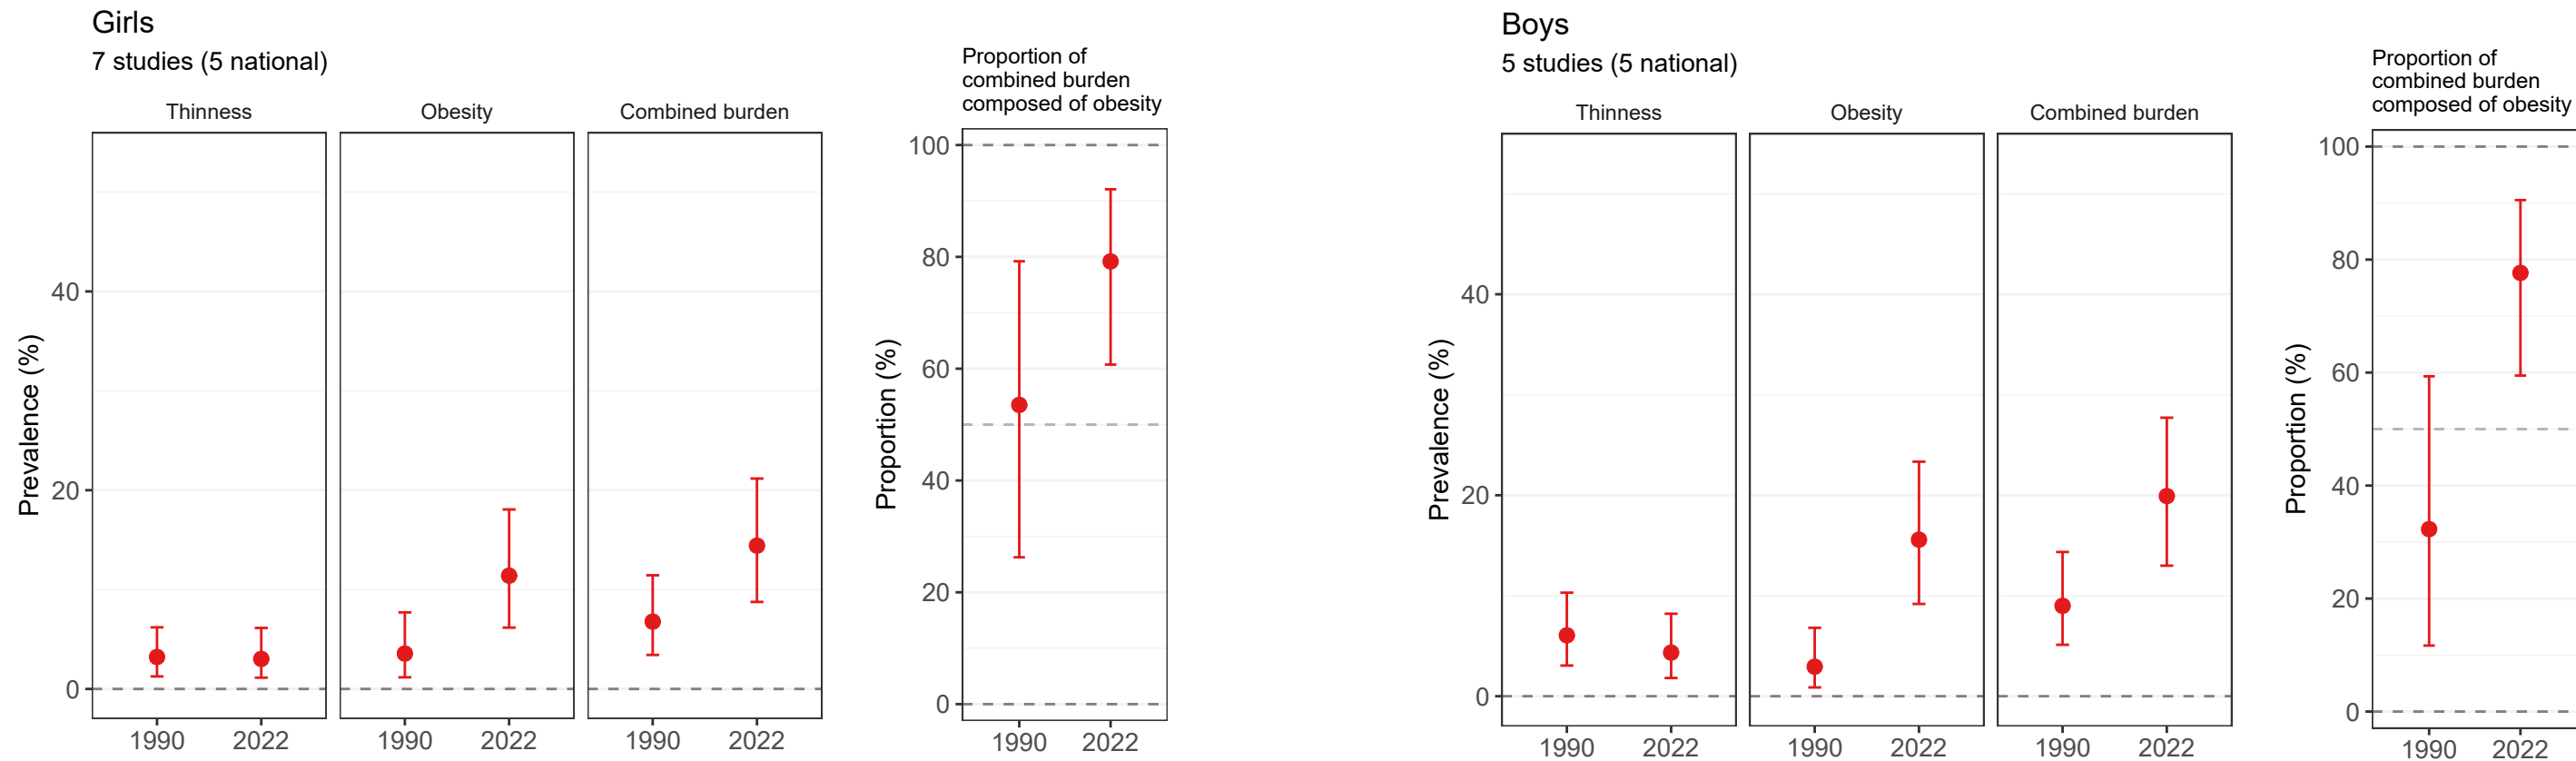 Girls
7 studies (5 national)
Thinness
Obesity
Combined burden
Prevalence (%)
40
20
0
1990
2022
1990
2022
1990
2022
Proportion of
combined burden
composed of obesity
Proportion (%)
100
80
60
40
20
0
1990
2022
Boys
5 studies (5 national)
Thinness
Obesity
Combined burden
Prevalence (%)
40
20
0
1990
2022
1990
2022
1990
2022
Proportion of
combined burden
composed of obesity
Proportion (%)
100
80
60
40
20
0
1990
2022